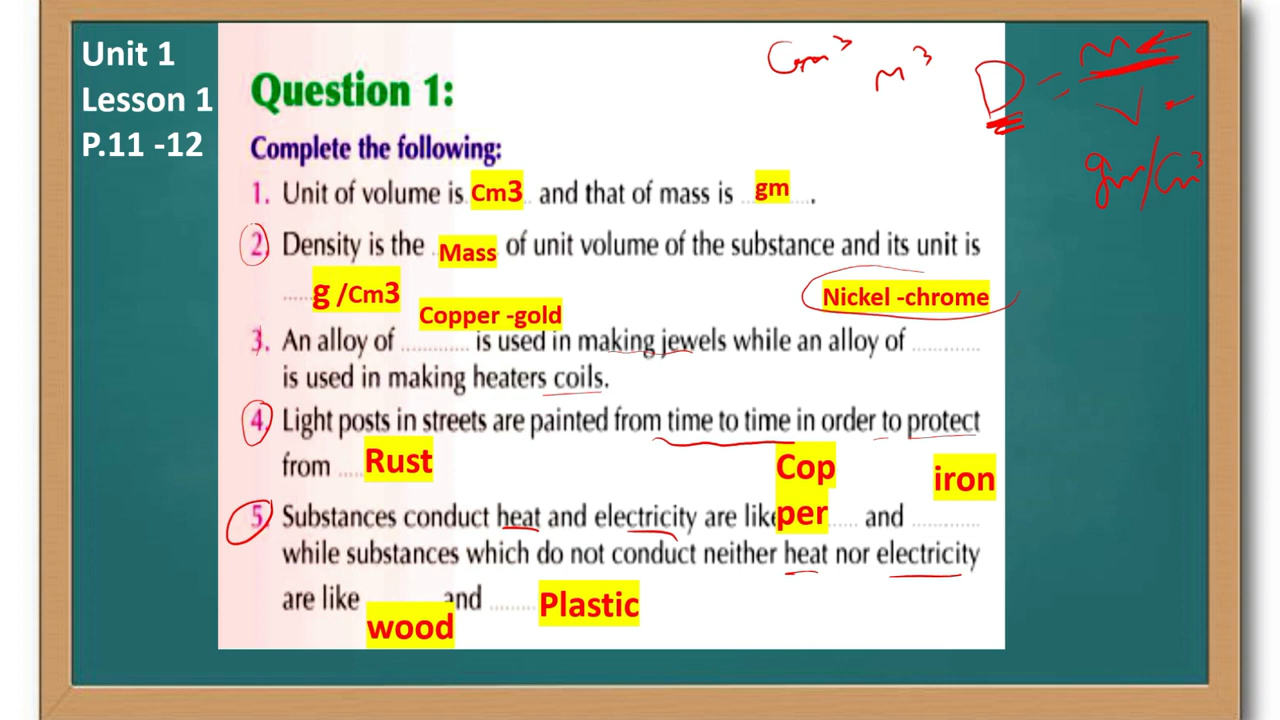 Unit 1
Lesson 1
P.11 -12
Cm³ m³ D = M
V
gm/Cm³
Question 1:
Complete the following:
1. Unit of volume is Cm3 and that of mass is gm.
2. Density is the Mass of unit volume of the substance and its unit is
g /Cm3
Copper -gold Nickel -chrome
3. An alloy of ............ is used in making jewels while an alloy of ............
is used in making heaters coils.
4. Light posts in streets are painted from time to time in order to protect
from Rust
Cop iron
5. Substances conduct heat and electricity are like per and ............
while substances which do not conduct neither heat nor electricity
are like and ........ Plastic
wood